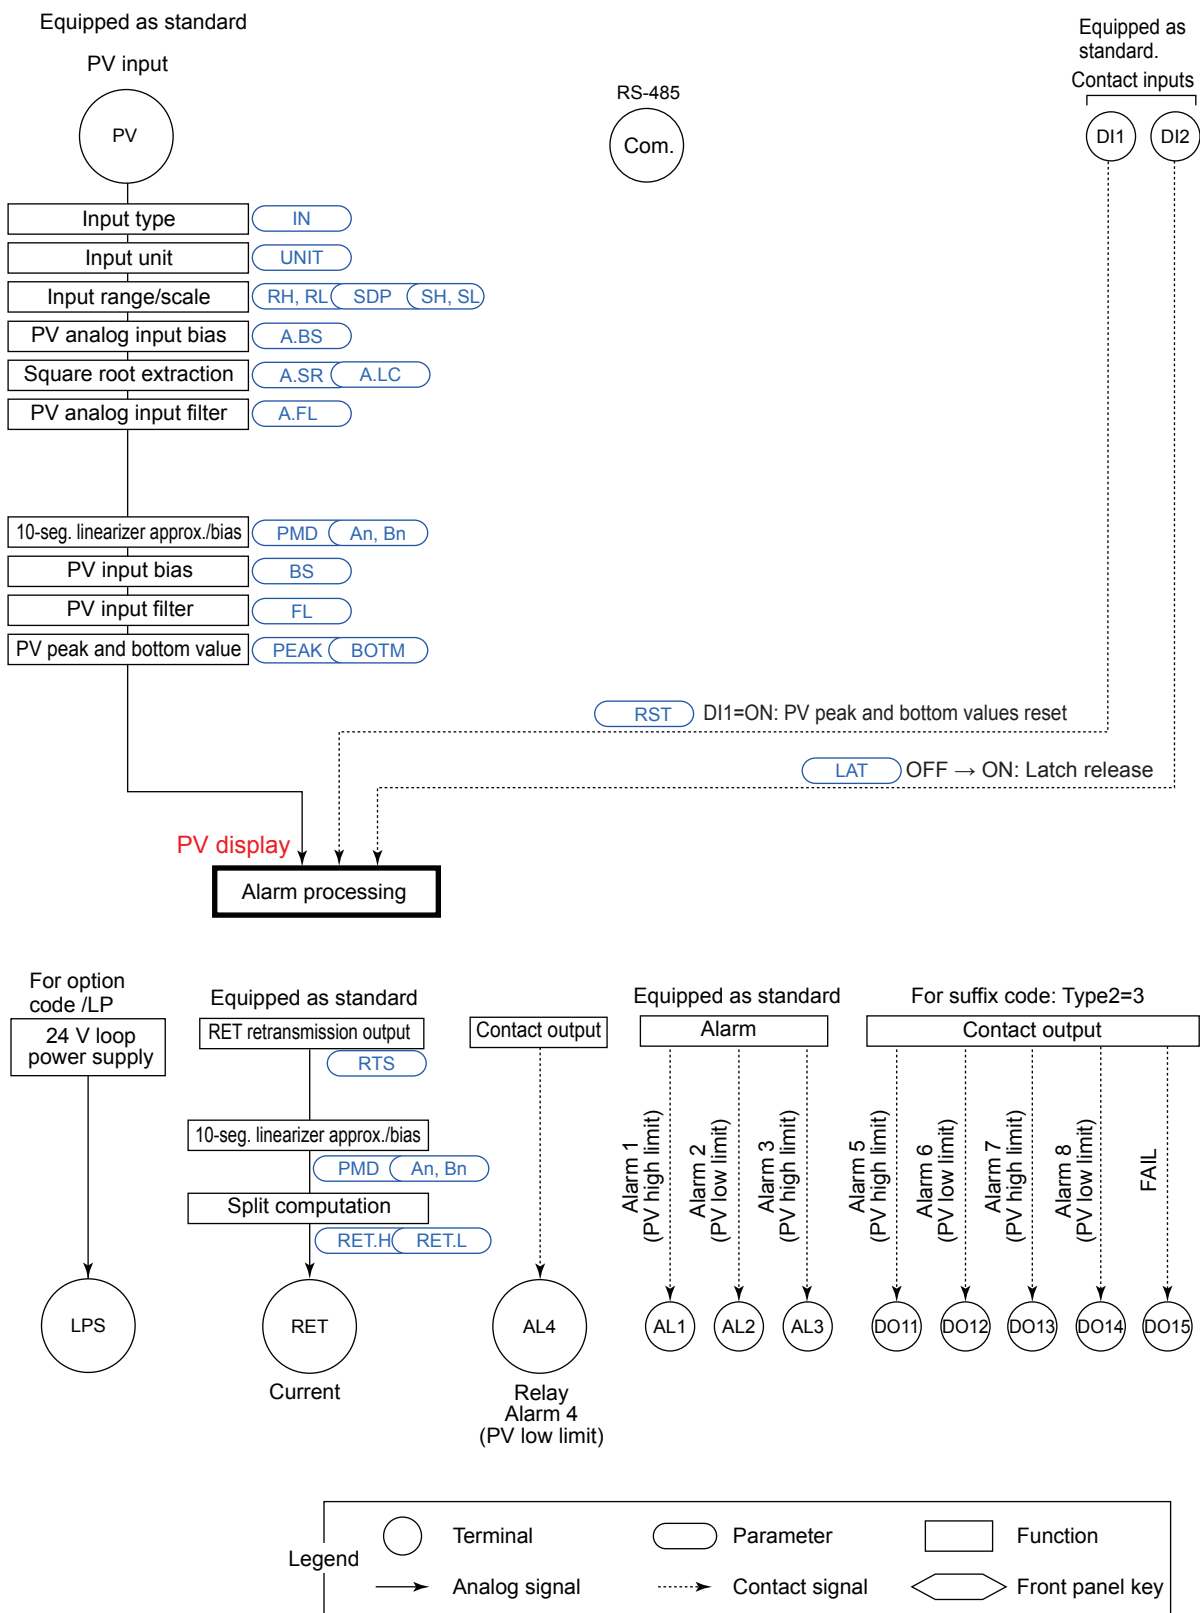 Equipped as standard
PV input
PV
RS-485
Com.
Equipped as
standard.
Contact inputs
DI1
DI2
Input type
IN
Input unit
UNIT
Input range/scale
RH, RL
SDP
SH, SL
PV analog input bias
A.BS
Square root extraction
A.SR
A.LC
PV analog input filter
A.FL
10-seg. linearizer approx./bias
PMD
An, Bn
PV input bias
BS
PV input filter
FL
PV peak and bottom value
PEAK
BOTM
RST
DI1=ON: PV peak and bottom values reset
LAT
OFF → ON: Latch release
PV display
Alarm processing
For option
code /LP
24 V loop
power supply
LPS
Equipped as standard
RET retransmission output
RTS
10-seg. linearizer approx./bias
PMD
An, Bn
Split computation
RET.H
RET.L
RET
Current
Contact output
AL4
Relay
Alarm 4
(PV low limit)
Equipped as standard
Alarm
Alarm 1
(PV high limit)
Alarm 2
(PV low limit)
Alarm 3
(PV high limit)
AL1
AL2
AL3
For suffix code: Type2=3
Contact output
Alarm 5
(PV high limit)
Alarm 6
(PV low limit)
Alarm 7
(PV high limit)
Alarm 8
(PV low limit)
FAIL
DO11
DO12
DO13
DO14
DO15
Legend
Terminal
Parameter
Function
Analog signal
Contact signal
Front panel key